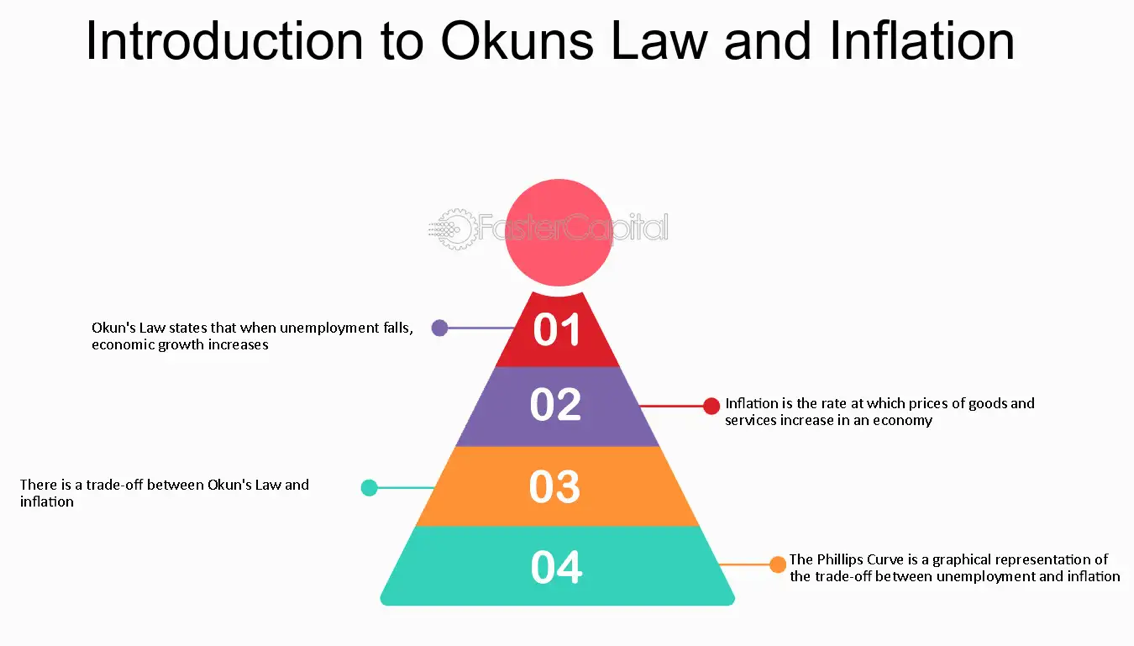 Introduction to Okuns Law and Inflation
FasterCapital
01
Okun's Law states that when unemployment falls,
economic growth increases
02
Inflation is the rate at which prices of goods and
services increase in an economy
03
There is a trade-off between Okun's Law and
inflation
04
The Phillips Curve is a graphical representation of
the trade-off between unemployment and inflation